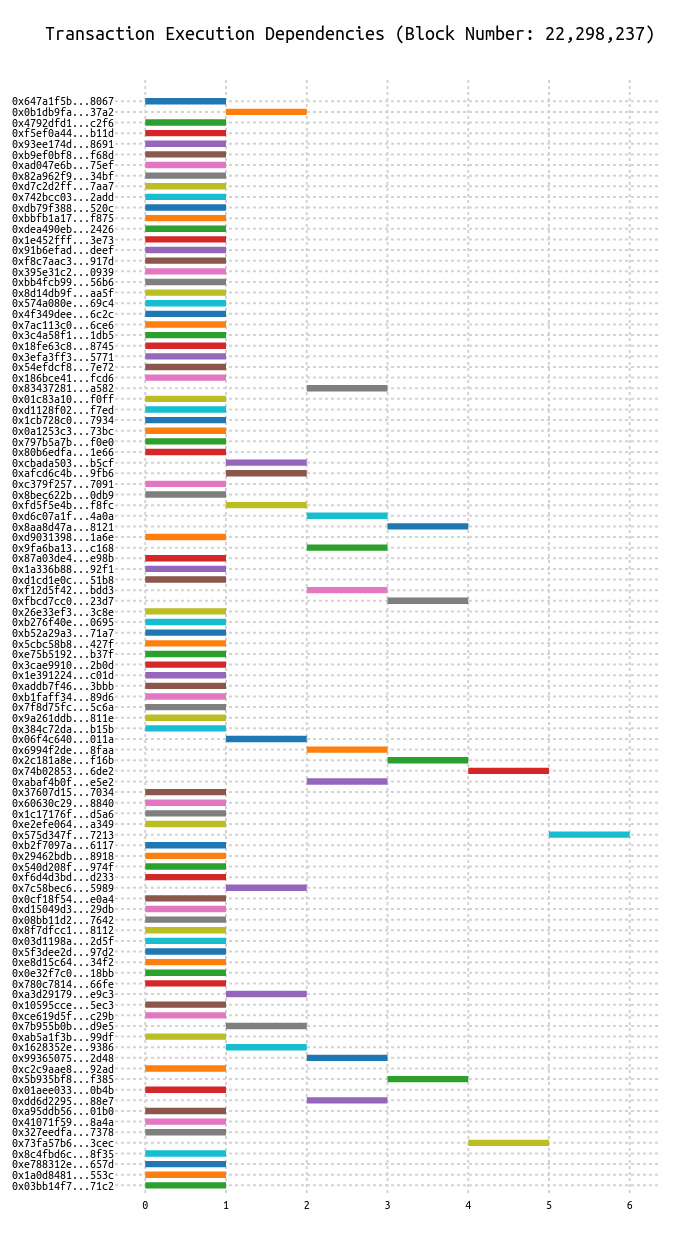 Transaction Execution Dependencies (Block Number: 22,298,237)
0x647a1f5b...8067
0x0b1db9fa...37a2
0x4792dfd1...c2f6
0xf5ef0a44...b11d
0x93ee174d...8691
0xb9ef0bf8...f68d
0xad047e6b...75ef
0x82a962f9...34bf
0xd7c2d2ff...7aa7
0x742bcc03...2add
0xdb79f388...520c
0xbbfb1a17...f875
0xdea490eb...2426
0x1e452fff...3e73
0x91b6efad...deef
0xf8c7aac3...917d
0x395e31c2...0939
0xbb4fcb99...56b6
0x8d14db9f...aa5f
0x574a080e...69c4
0x4f349dee...6c2c
0x7ac113c0...6ce6
0x3c4a58f1...1db5
0x18fe63c8...8745
0x3efa3ff3...5771
0x54efdcf8...7e72
0x186bce41...fcd6
0x83437281...a582
0x01c83a10...f0ff
0xd1128f02...f7ed
0x1cb728c0...7934
0x0a1253c3...73bc
0x797b5a7b...f0e0
0x80b6edfa...1e66
0xcbada503...b5cf
0xafcd6c4b...9fb6
0xc379f257...7091
0x8bec622b...0db9
0xfd5f5e4b...f8fc
0xd6c07a1f...4a0a
0x8aa8d47a...8121
0xd9031398...1a6e
0x9fa6ba13...c168
0x87a03de4...e98b
0x1a336b88...92f1
0xd1cd1e0c...51b8
0xf12d5f42...bdd3
0xfbcd7cc0...23d7
0x26e33ef3...3c8e
0xb276f40e...0695
0xb52a29a3...71a7
0x5cbc58b8...427f
0xe75b5192...b37f
0x3cae9910...2b0d
0x1e391224...c01d
0xaddb7f46...3bbb
0xb1faff34...89d6
0x7f8d75fc...5c6a
0x9a261ddb...811e
0x384c72da...b15b
0x06f4c640...011a
0x6994f2de...8faa
0x2c181a8e...f16b
0x74b02853...6de2
0xabaf4b0f...e5e2
0x37607d15...7034
0x60630c29...8840
0x1c17176f...d5a6
0xe2efe064...a349
0x575d347f...7213
0xb2f7097a...6117
0x29462bdb...8918
0x540d208f...974f
0xf6d4d3bd...d233
0x7c58bec6...5989
0x0cf18f54...e0a4
0xd15049d3...29db
0x08bb11d2...7642
0x8f7dfcc1...8112
0x03d1198a...2d5f
0x5f3dee2d...97d2
0xe8d15c64...34f2
0x0e32f7c0...18bb
0x780c7814...66fe
0xa3d29179...e9c3
0x10595cce...5ec3
0xce619d5f...c29b
0x7b955b0b...d9e5
0xab5a1f3b...99df
0x1628352e...9386
0x99365075...2d48
0xc2c9aae8...92ad
0x5b935bf8...f385
0x01aee033...0b4b
0xdd6d2295...88e7
0xa95ddb56...01b0
0x41071f59...8a4a
0x327eedfa...7378
0x73fa57b6...3cec
0x8c4fbd6c...8f35
0xe788312e...657d
0x1a0d8481...553c
0x03bb14f7...71c2
0 1 2 3 4 5 6